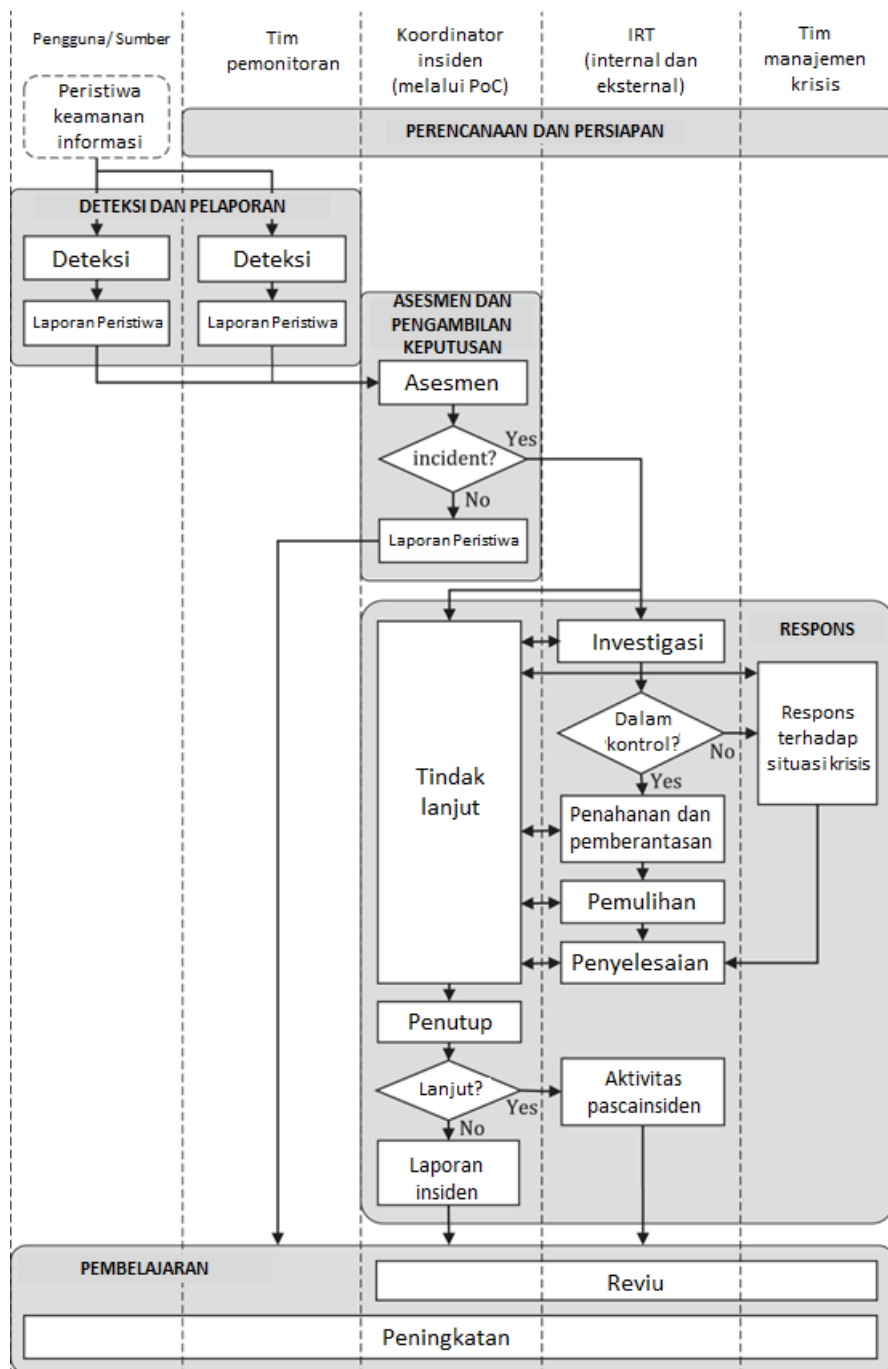 Pengguna/ Sumber
Tim
pemonitoran
Koordinator
insiden
(melalui PoC)
IRT
(internal dan
eksternal)
Tim
manajemen
krisis
Peristiwa
keamanan
informasi
PERENCANAAN DAN PERSIAPAN
DETEKSI DAN PELAPORAN
Deteksi
Deteksi
Laporan Peristiwa
Laporan Peristiwa
ASESMEN DAN
PENGAMBILAN
KEPUTUSAN
Asesmen
incident?
Yes
No
Laporan Peristiwa
RESPONS
Investigasi
Tindak
lanjut
Dalam
kontrol?
No
Yes
Respons
terhadap
situasi krisis
Penahanan dan
pemberantasan
Pemulihan
Penyelesaian
Penutup
Lanjut?
Yes
No
Aktivitas
pascainsiden
Laporan
insiden
PEMBELAJARAN
Reviu
Peningkatan